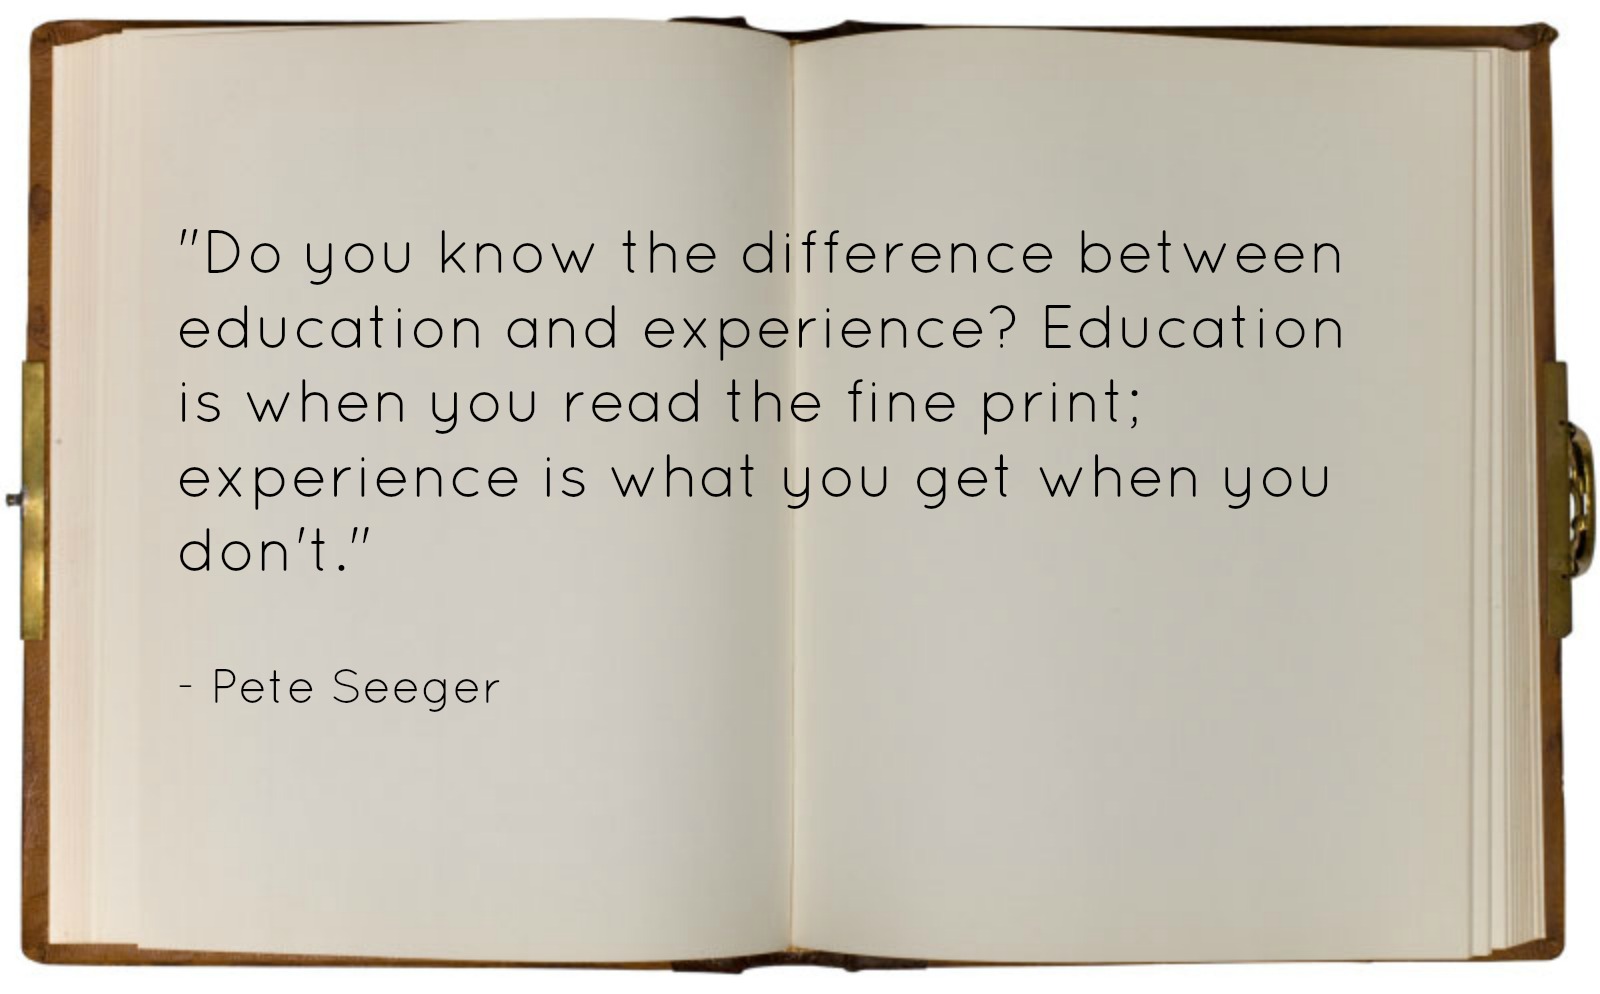 "Do you know the difference between
education and experience? Education
is when you read the fine print;
experience is what you get when you
don't."
- Pete Seeger